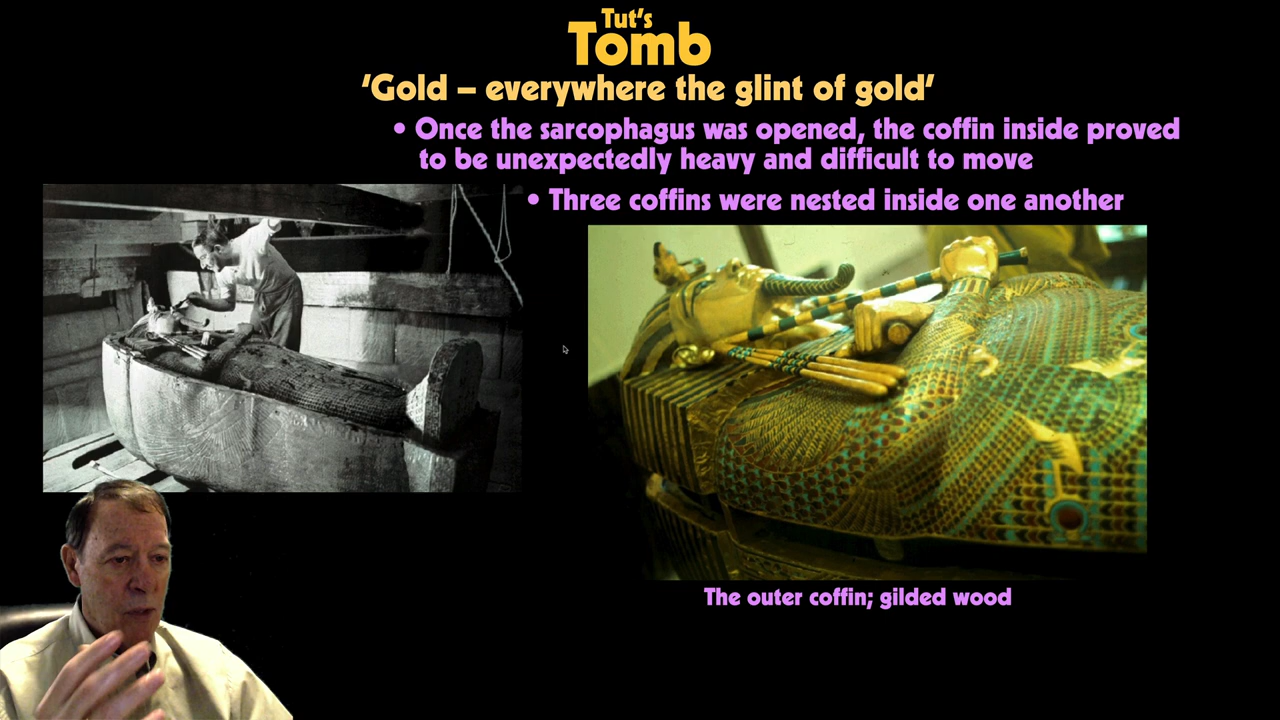 Tut's
Tomb
'Gold – everywhere the glint of gold'
• Once the sarcophagus was opened, the coffin inside proved
to be unexpectedly heavy and difficult to move
• Three coffins were nested inside one another
The outer coffin; gilded wood